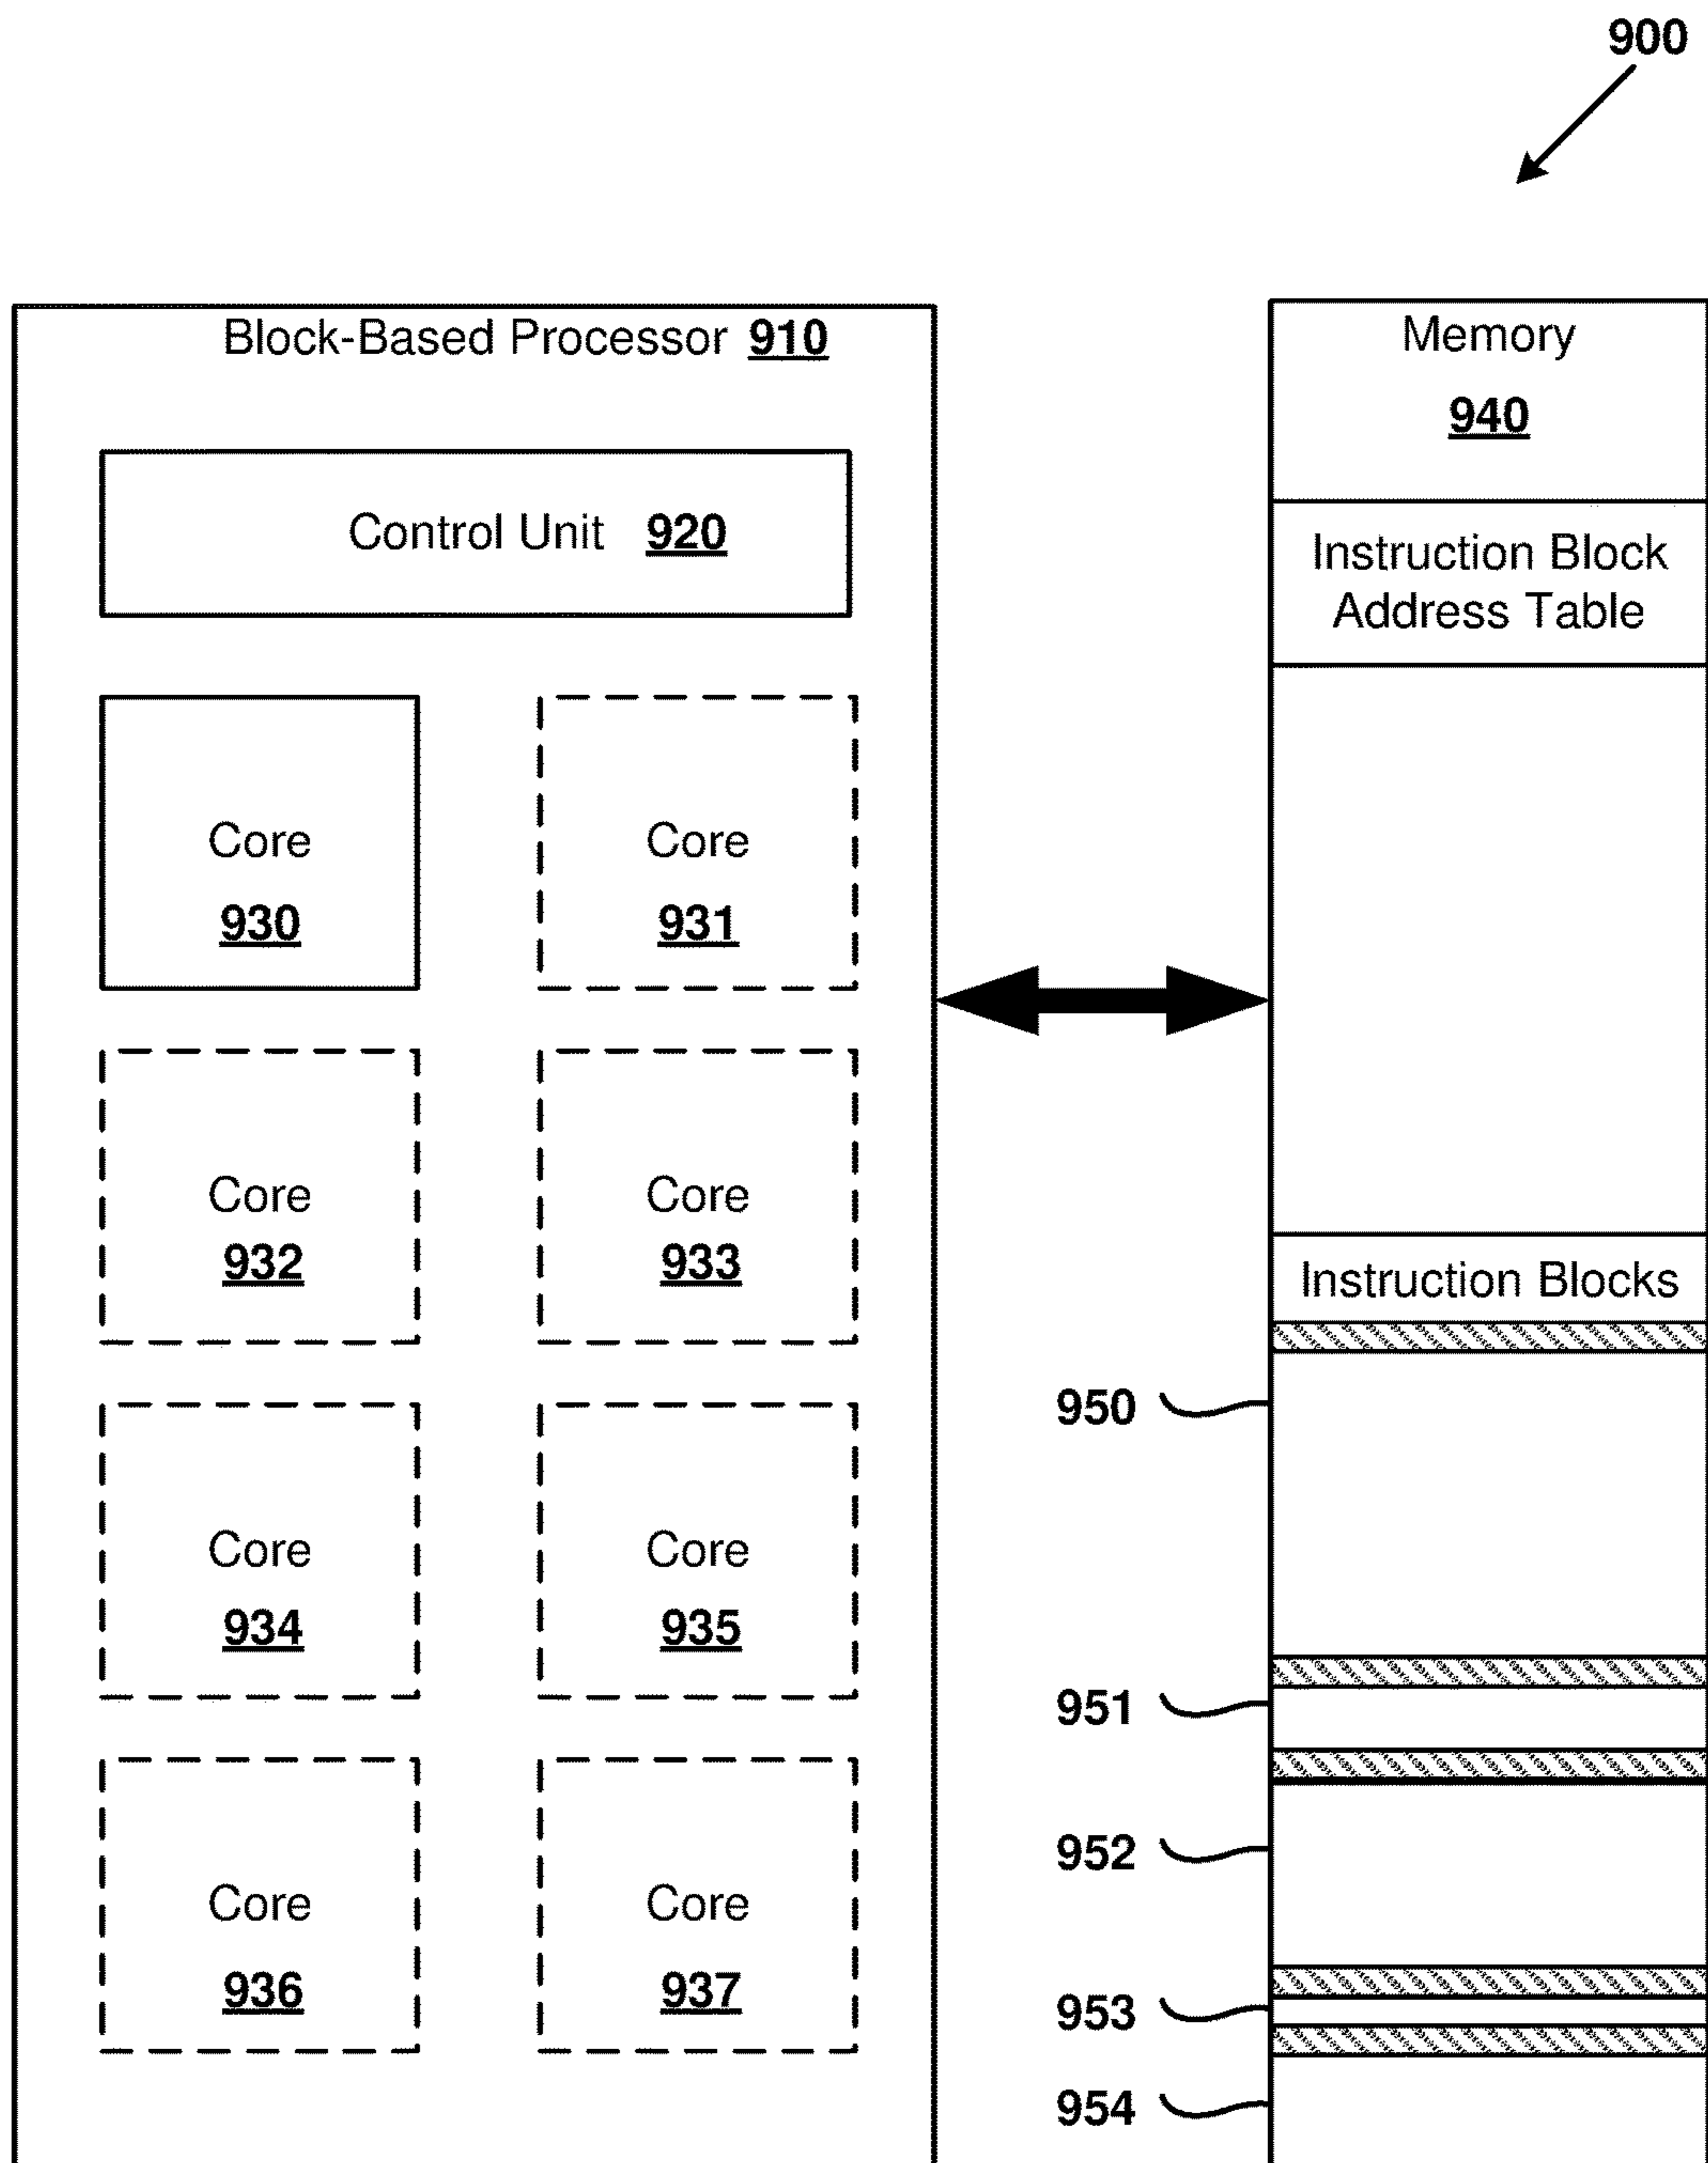 900
Block-Based Processor 910
Control Unit 920
Core
930
Core
931
Core
932
Core
933
Core
934
Core
935
Core
936
Core
937
Memory
940
Instruction Block
Address Table
Instruction Blocks
950
951
952
953
954